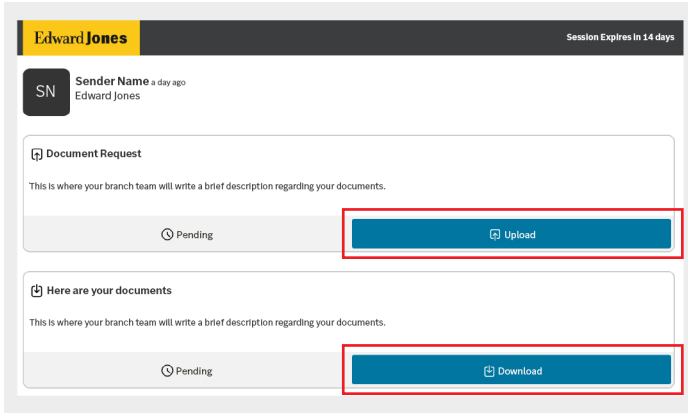 Edward Jones
Session Expires in 14 days
SN
Sender Name a day ago
Edward Jones
Document Request
This is where your branch team will write a brief description regarding your documents.
Pending
Upload
Here are your documents
This is where your branch team will write a brief description regarding your documents.
Pending
Download